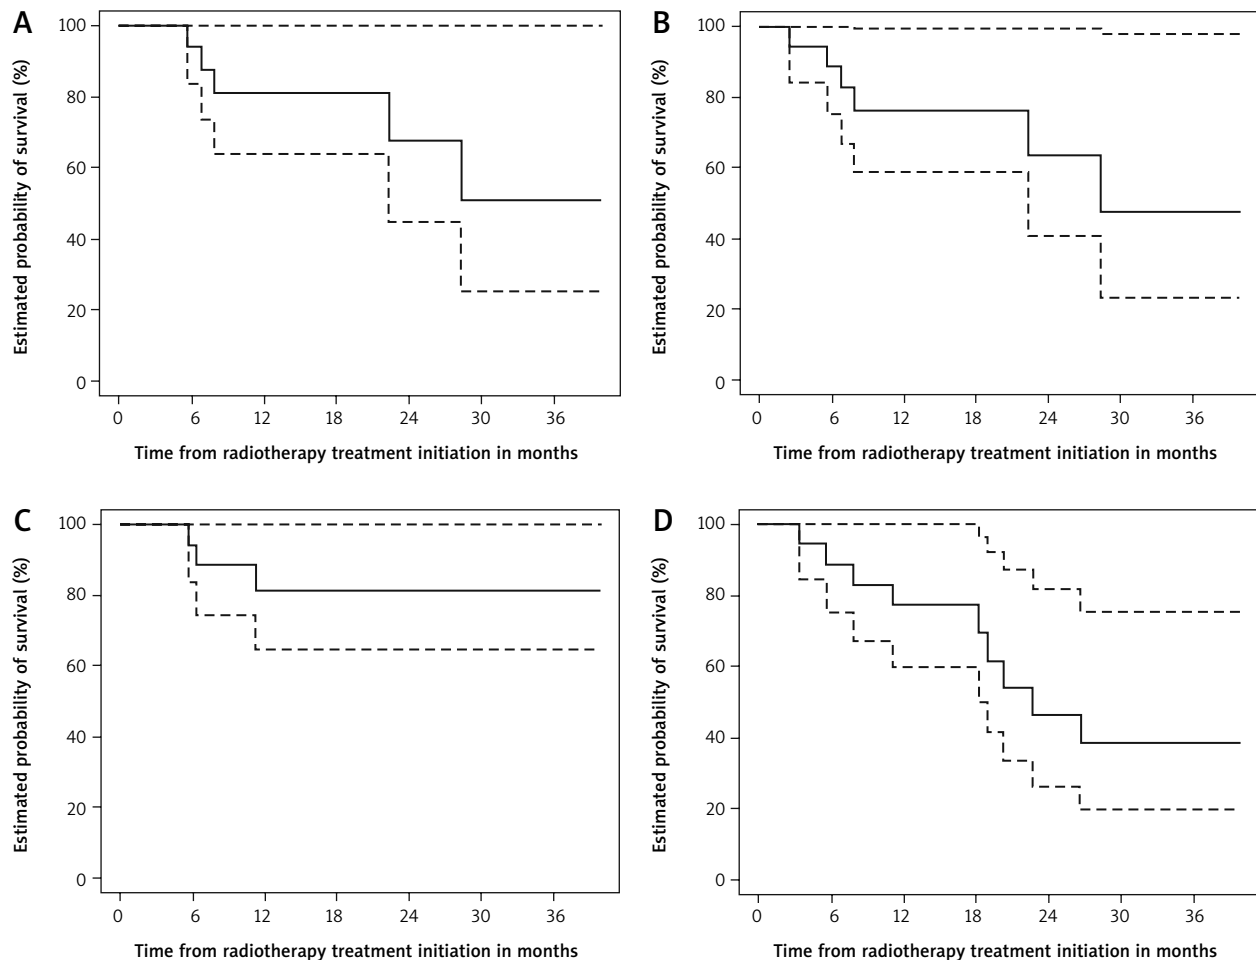 A
Estimated probability of survival (%)
100
80
60
40
20
0
0 6 12 18 24 30 36
Time from radiotherapy treatment initiation in months
B
Estimated probability of survival (%)
100
80
60
40
20
0
0 6 12 18 24 30 36
Time from radiotherapy treatment initiation in months
C
Estimated probability of survival (%)
100
80
60
40
20
0
0 6 12 18 24 30 36
Time from radiotherapy treatment initiation in months
D
Estimated probability of survival (%)
100
80
60
40
20
0
0 6 12 18 24 30 36
Time from radiotherapy treatment initiation in months